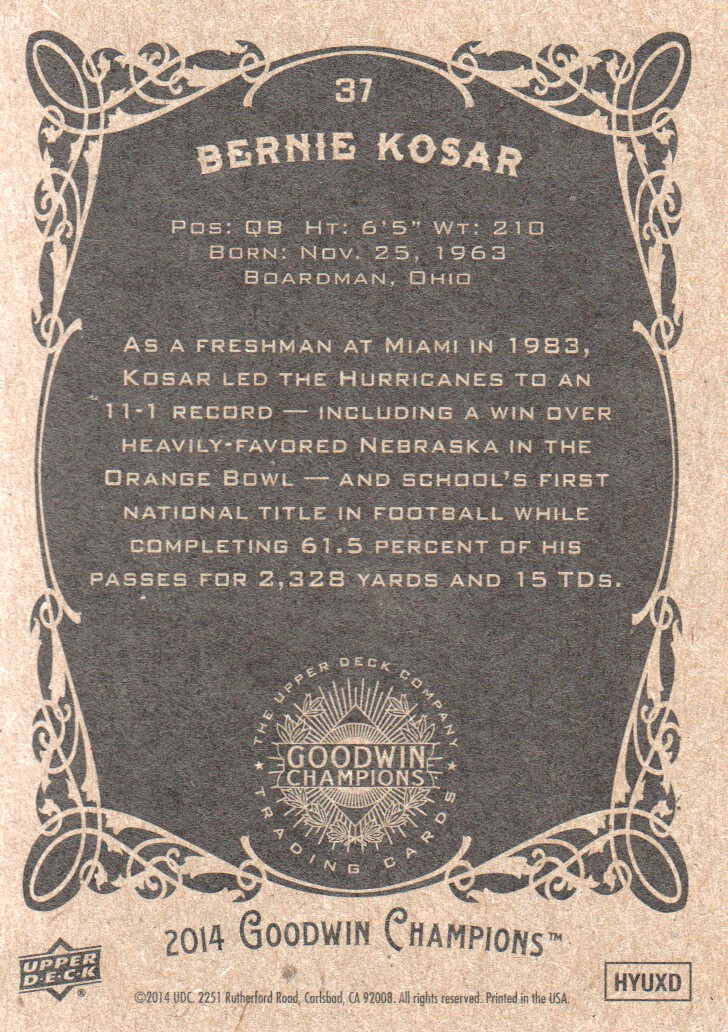 37
BERNIE KOSAR
POS: QB HT: 6'5" WT: 210
BORN: NOV. 25, 1963
BOARDMAN, OHIO
AS A FRESHMAN AT MIAMI IN 1983,
KOSAR LED THE HURRICANES TO AN
11-1 RECORD — INCLUDING A WIN OVER
HEAVILY-FAVORED NEBRASKA IN THE
ORANGE BOWL — AND SCHOOL'S FIRST
NATIONAL TITLE IN FOOTBALL WHILE
COMPLETING 61.5 PERCENT OF HIS
PASSES FOR 2,328 YARDS AND 15 TDS.
THE UPPER DECK COMPANY
GOODWIN
CHAMPIONS
★ TRADING CARDS ★
2014 GOODWIN CHAMPIONS™
UPPER
D·E·C·K®
©2014 UDC. 2251 Rutherford Road, Carlsbad, CA 92008. All rights reserved. Printed in the USA.
HYUXD